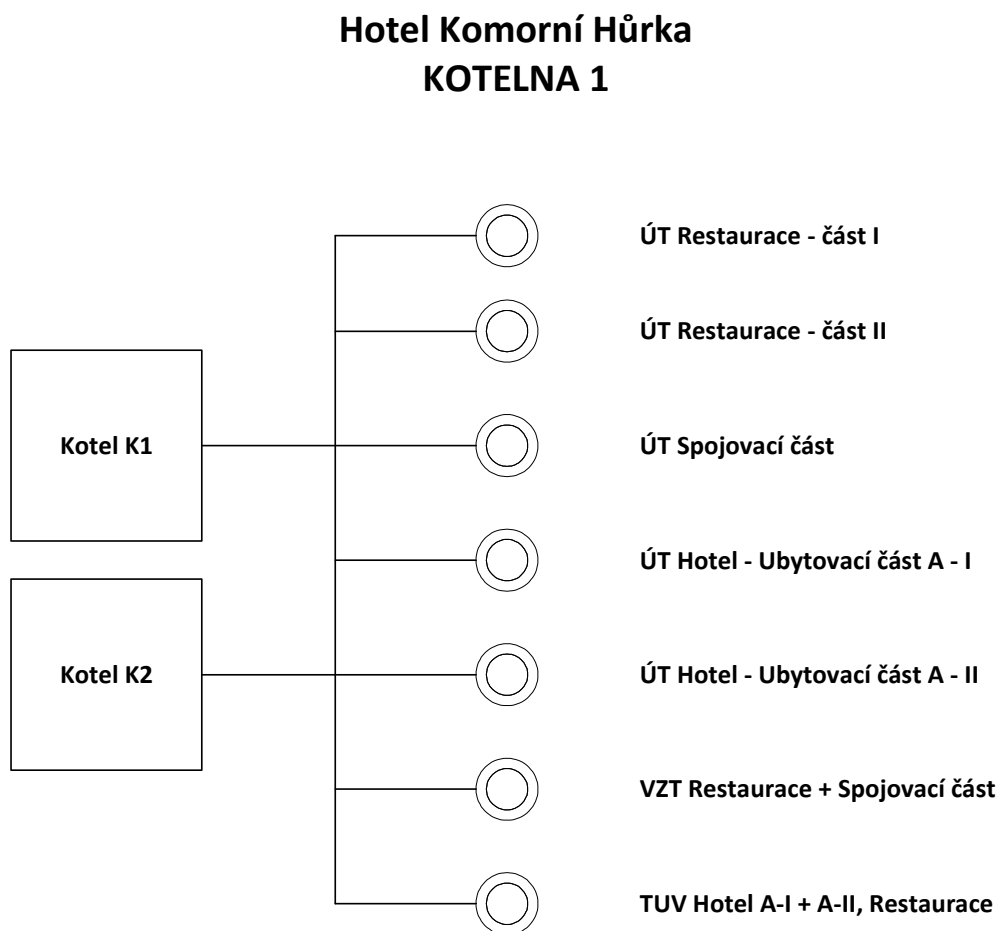 Hotel Komorní Hůrka
KOTELNA 1
ÚT Restaurace - část I
ÚT Restaurace - část II
Kotel K1
ÚT Spojovací část
ÚT Hotel - Ubytovací část A - I
Kotel K2
ÚT Hotel - Ubytovací část A - II
VZT Restaurace + Spojovací část
TUV Hotel A-I + A-II, Restaurace